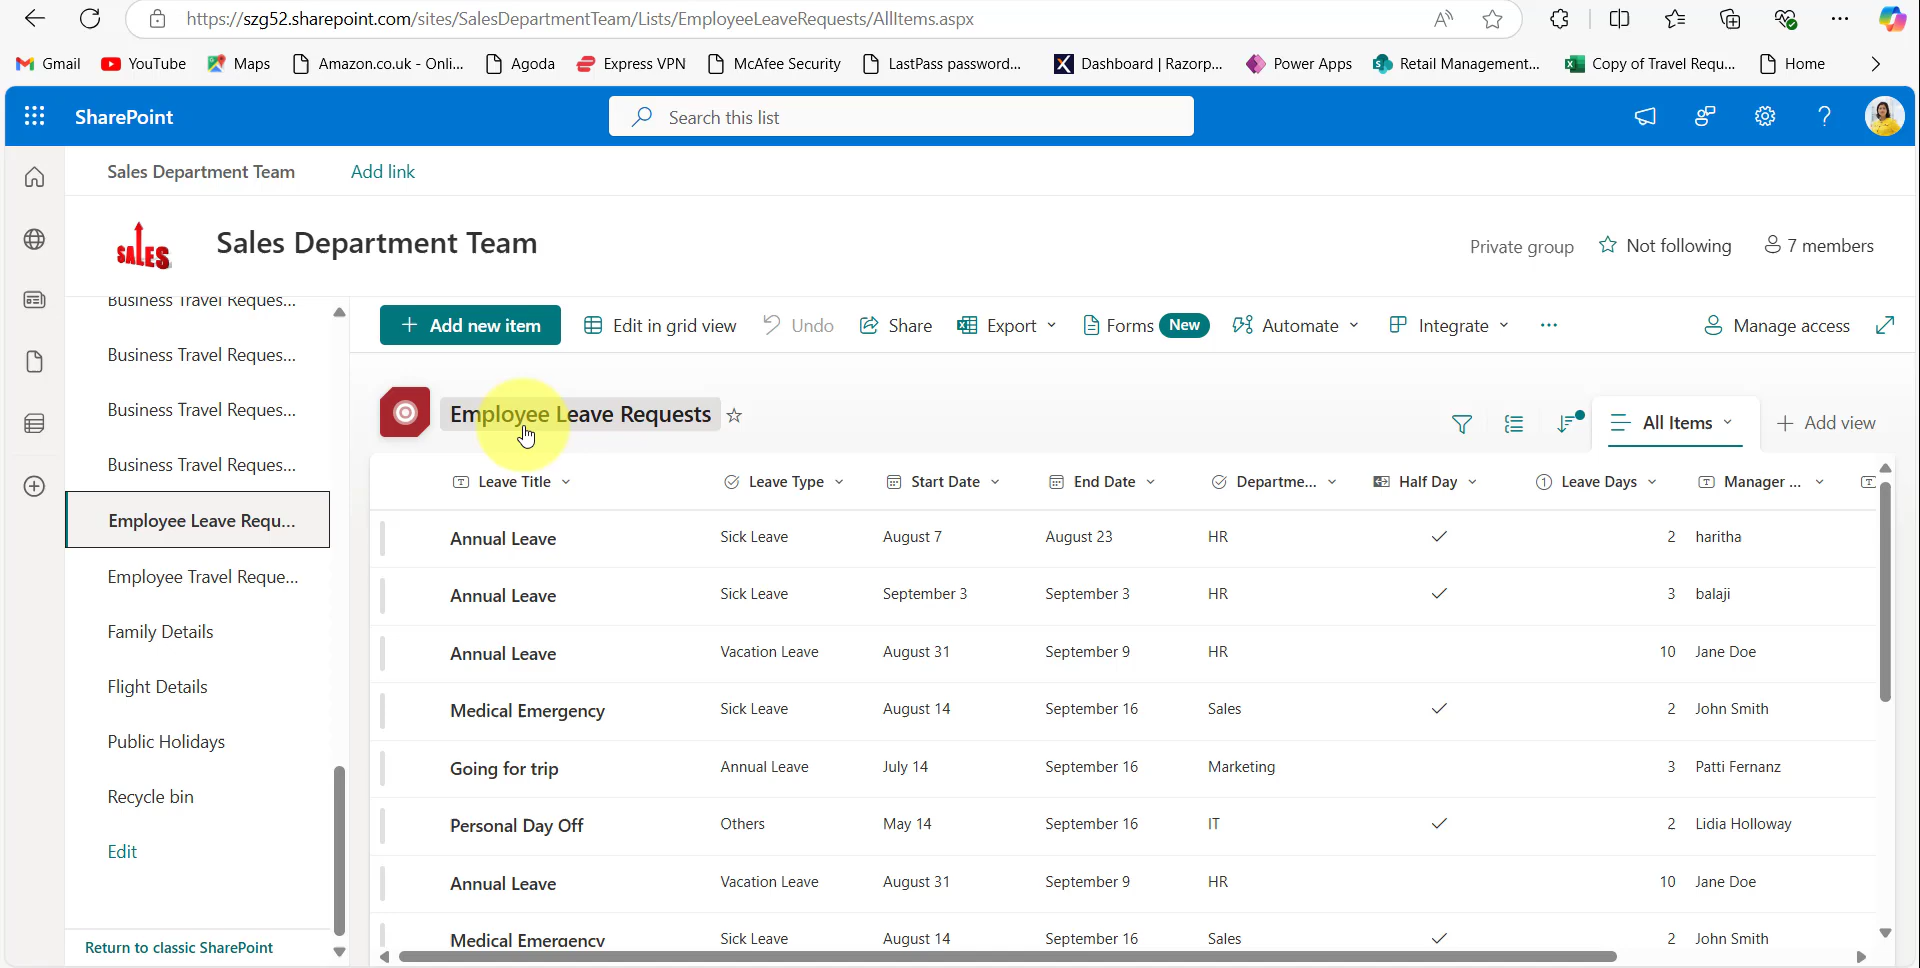 https://szg52.sharepoint.com/sites/SalesDepartmentTeam/Lists/EmployeeLeaveRequests/AllItems.aspx
Gmail YouTube Maps Amazon.co.uk - Onli... Agoda Express VPN McAfee Security LastPass password... Dashboard | Razorp... Power Apps Retail Management... Copy of Travel Requ... Home
SharePoint Search this list
Sales Department Team Add link
SALES Sales Department Team Private group Not following 7 members
Business Travel Reques...
Business Travel Reques...
Business Travel Reques...
Business Travel Reques...
Employee Leave Requ...
Employee Travel Reque...
Family Details
Flight Details
Public Holidays
Recycle bin
Edit
Return to classic SharePoint
Add new item Edit in grid view Undo Share Export Forms New Automate Integrate ... Manage access
Employee Leave Requests All Items Add view
Leave Title Leave Type Start Date End Date Departme... Half Day Leave Days Manager ...
Annual Leave Sick Leave August 7 August 23 HR 2 haritha
Annual Leave Sick Leave September 3 September 3 HR 3 balaji
Annual Leave Vacation Leave August 31 September 9 HR 10 Jane Doe
Medical Emergency Sick Leave August 14 September 16 Sales 2 John Smith
Going for trip Annual Leave July 14 September 16 Marketing 3 Patti Fernanz
Personal Day Off Others May 14 September 16 IT 2 Lidia Holloway
Annual Leave Vacation Leave August 31 September 9 HR 10 Jane Doe
Medical Emergency Sick Leave August 14 September 16 Sales 2 John Smith